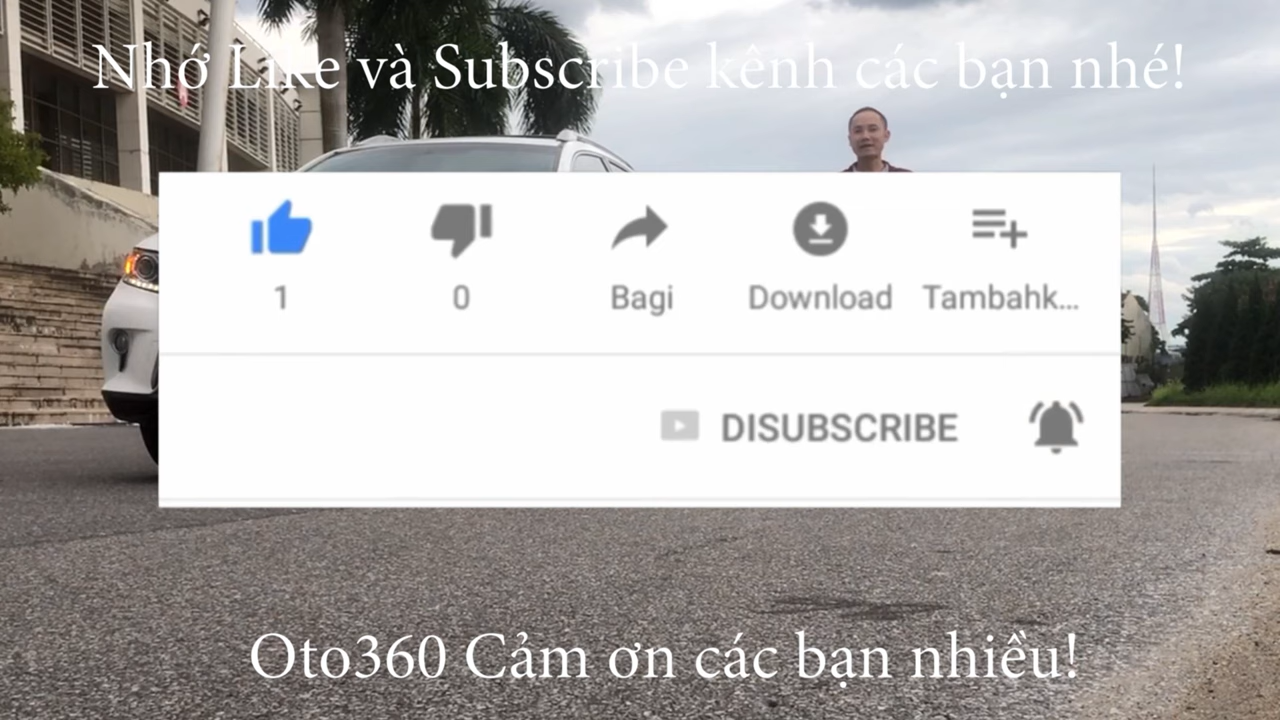 Nhớ Like và Subscribe kênh các bạn nhé!
1
0
Bagi
Download
Tambahk...
DISUBSCRIBE
Oto360 Cảm ơn các bạn nhiều!